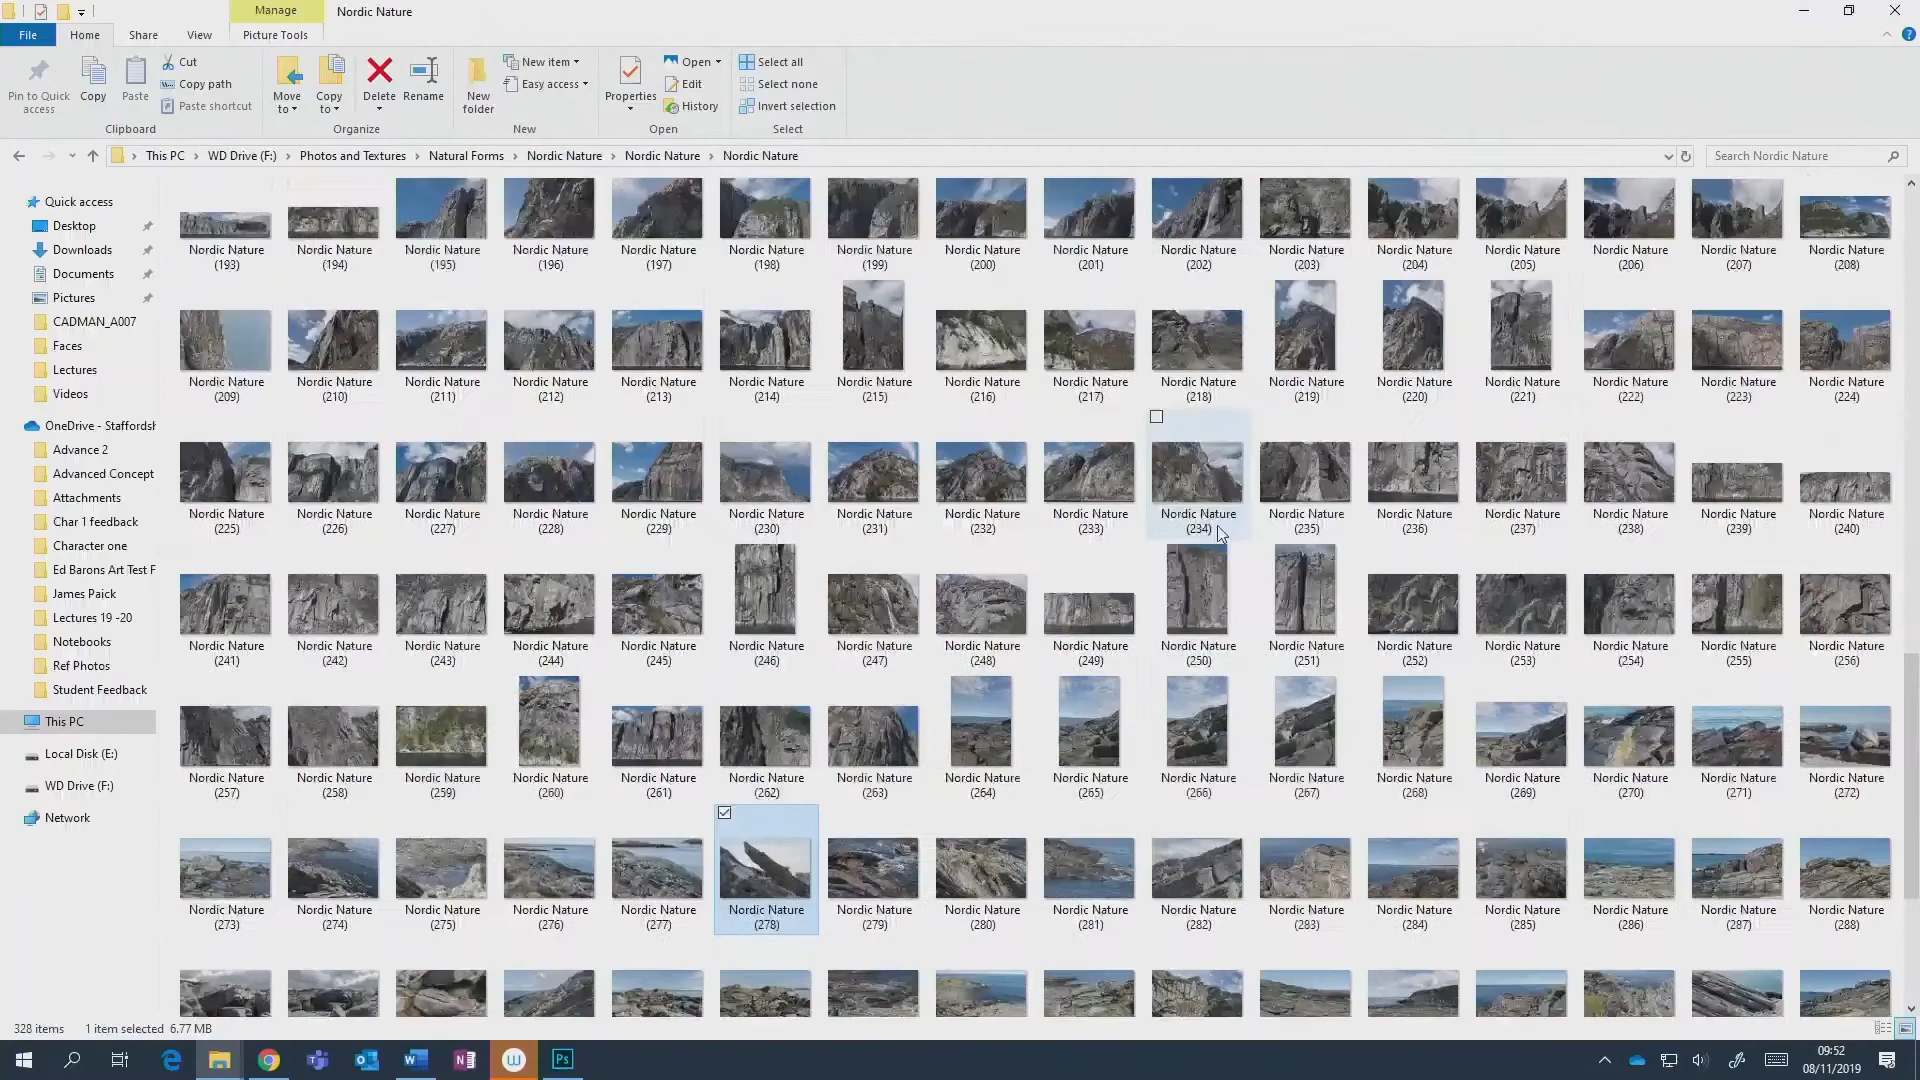 Manage
Nordic Nature
File
Home
Share
View
Picture Tools
Pin to Quick access
Copy
Paste
Cut
Copy path
Paste shortcut
Clipboard
Move to
Copy to
Delete
Rename
Organize
New folder
New item
Easy access
New
Properties
Open
Edit
History
Open
Select all
Select none
Invert selection
Select
This PC > WD Drive (F:) > Photos and Textures > Natural Forms > Nordic Nature > Nordic Nature > Nordic Nature
Search Nordic Nature
Quick access
Desktop
Downloads
Documents
Pictures
CADMAN_A007
Faces
Lectures
Videos
OneDrive - Staffordsh
Advance 2
Advanced Concept
Attachments
Char 1 feedback
Character one
Ed Barons Art Test F
James Paick
Lectures 19 -20
Notebooks
Ref Photos
Student Feedback
This PC
Local Disk (E:)
WD Drive (F:)
Network
Nordic Nature Nordic Nature Nordic Nature Nordic Nature Nordic Nature Nordic Nature Nordic Nature Nordic Nature Nordic Nature Nordic Nature Nordic Nature Nordic Nature Nordic Nature Nordic Nature Nordic Nature Nordic Nature
(193) (194) (195) (196) (197) (198) (199) (200) (201) (202) (203) (204) (205) (206) (207) (208)
Nordic Nature Nordic Nature Nordic Nature Nordic Nature Nordic Nature Nordic Nature Nordic Nature Nordic Nature Nordic Nature Nordic Nature Nordic Nature Nordic Nature Nordic Nature Nordic Nature Nordic Nature Nordic Nature
(209) (210) (211) (212) (213) (214) (215) (216) (217) (218) (219) (220) (221) (222) (223) (224)
Nordic Nature Nordic Nature Nordic Nature Nordic Nature Nordic Nature Nordic Nature Nordic Nature Nordic Nature Nordic Nature Nordic Nature Nordic Nature Nordic Nature Nordic Nature Nordic Nature Nordic Nature Nordic Nature
(225) (226) (227) (228) (229) (230) (231) (232) (233) (234) (235) (236) (237) (238) (239) (240)
Nordic Nature Nordic Nature Nordic Nature Nordic Nature Nordic Nature Nordic Nature Nordic Nature Nordic Nature Nordic Nature Nordic Nature Nordic Nature Nordic Nature Nordic Nature Nordic Nature Nordic Nature Nordic Nature
(241) (242) (243) (244) (245) (246) (247) (248) (249) (250) (251) (252) (253) (254) (255) (256)
Nordic Nature Nordic Nature Nordic Nature Nordic Nature Nordic Nature Nordic Nature Nordic Nature Nordic Nature Nordic Nature Nordic Nature Nordic Nature Nordic Nature Nordic Nature Nordic Nature Nordic Nature Nordic Nature
(257) (258) (259) (260) (261) (262) (263) (264) (265) (266) (267) (268) (269) (270) (271) (272)
Nordic Nature Nordic Nature Nordic Nature Nordic Nature Nordic Nature Nordic Nature Nordic Nature Nordic Nature Nordic Nature Nordic Nature Nordic Nature Nordic Nature Nordic Nature Nordic Nature Nordic Nature Nordic Nature
(273) (274) (275) (276) (277) (278) (279) (280) (281) (282) (283) (284) (285) (286) (287) (288)
328 items 1 item selected 6.77 MB
09:52
08/11/2019